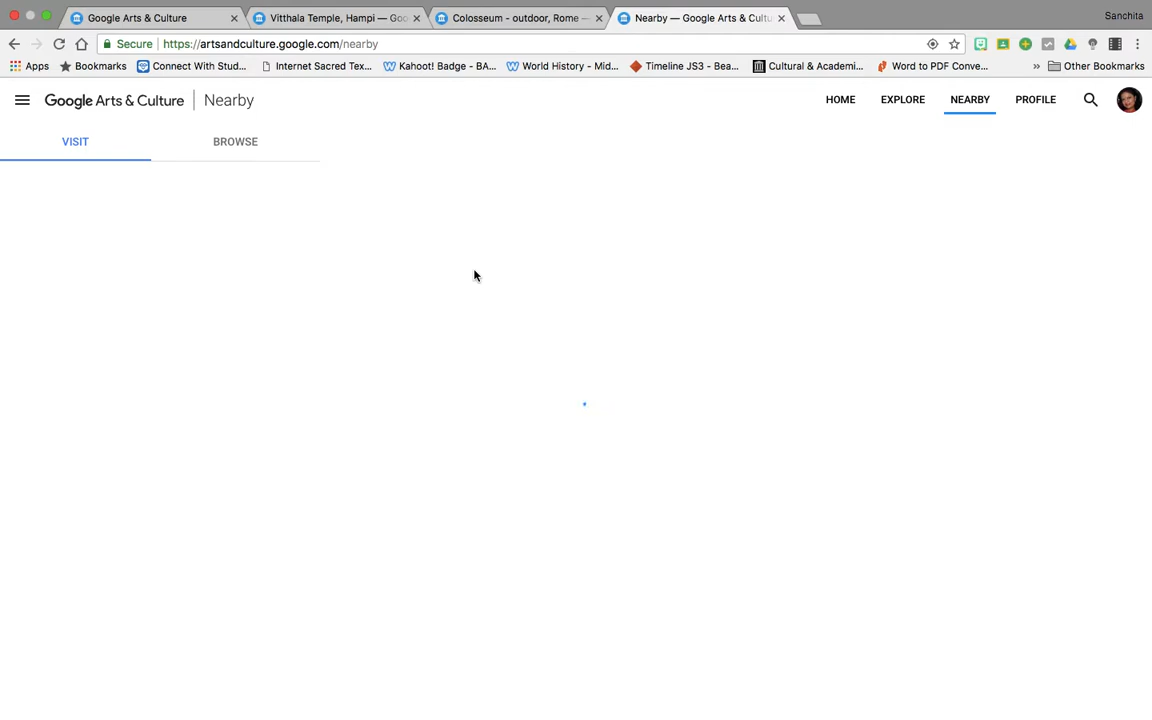 Google Arts & Culture
Vitthala Temple, Hampi — Goo
Colosseum - outdoor, Rome —
Nearby — Google Arts & Cultu
Sanchita
Secure
https://artsandculture.google.com/nearby
Apps
Bookmarks
Connect With Stud...
Internet Sacred Tex...
Kahoot! Badge - BA...
World History - Mid...
Timeline JS3 - Bea...
Cultural & Academi...
Word to PDF Conve...
»
Other Bookmarks
Google Arts & Culture
Nearby
HOME
EXPLORE
NEARBY
PROFILE
VISIT
BROWSE